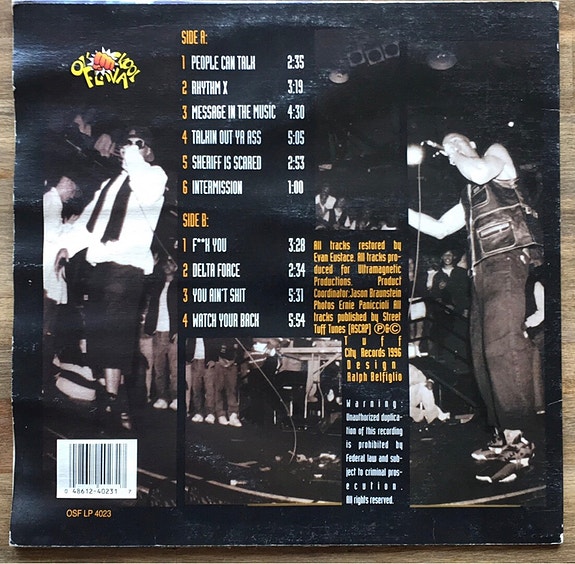 OLD SKOOL
FLAVA
SIDE A:
1 PEOPLE CAN TALK 2:35
2 RHYTHM X 3:19
3 MESSAGE IN THE MUSIC 4:30
4 TALKIN OUT YA ASS 5:05
5 SHERIFF IS SCARED 2:53
6 INTERMISSION 1:00
SIDE B:
1 F**K YOU 3:28
2 DELTA FORCE 2:34
3 YOU AIN'T SHIT 5:31
4 WATCH YOUR BACK 5:54
All tracks restored by
Evan Eustace. All tracks pro-
duced for Ultramagnetic
Productions. Product
Coordinator:Jason Braunstein
Photos Ernie Paniccioli All
tracks published by Street
Tuff Tunes (ASCAP) ℗&©
Tuff
City Records 1996
Design
Ralph Belfiglio
Warning:
Unauthorized duplica-
tion of this recording
is prohibited by
Federal law and sub-
ject to criminal pros-
ecution.
All rights reserved.
0 48612-40231 7
OSF LP 4023